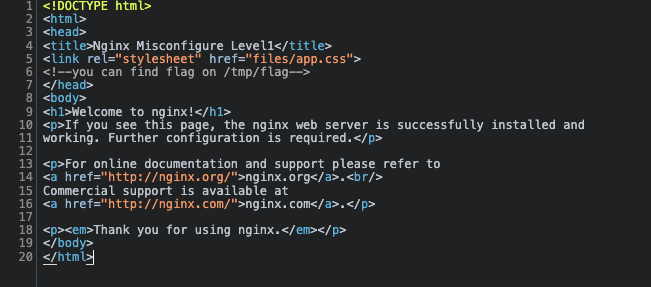 1 <!DOCTYPE html>
2 <html>
3 <head>
4 <title>Nginx Misconfigure Level1</title>
5 <link rel="stylesheet" href="files/app.css">
6 <!--you can find flag on /tmp/flag-->
7 </head>
8 <body>
9 <h1>Welcome to nginx!</h1>
10 <p>If you see this page, the nginx web server is successfully installed and
11 working. Further configuration is required.</p>
12
13 <p>For online documentation and support please refer to
14 <a href="http://nginx.org/">nginx.org</a>.<br/>
15 Commercial support is available at
16 <a href="http://nginx.com/">nginx.com</a>.</p>
17
18 <p><em>Thank you for using nginx.</em></p>
19 </body>
20 </html>